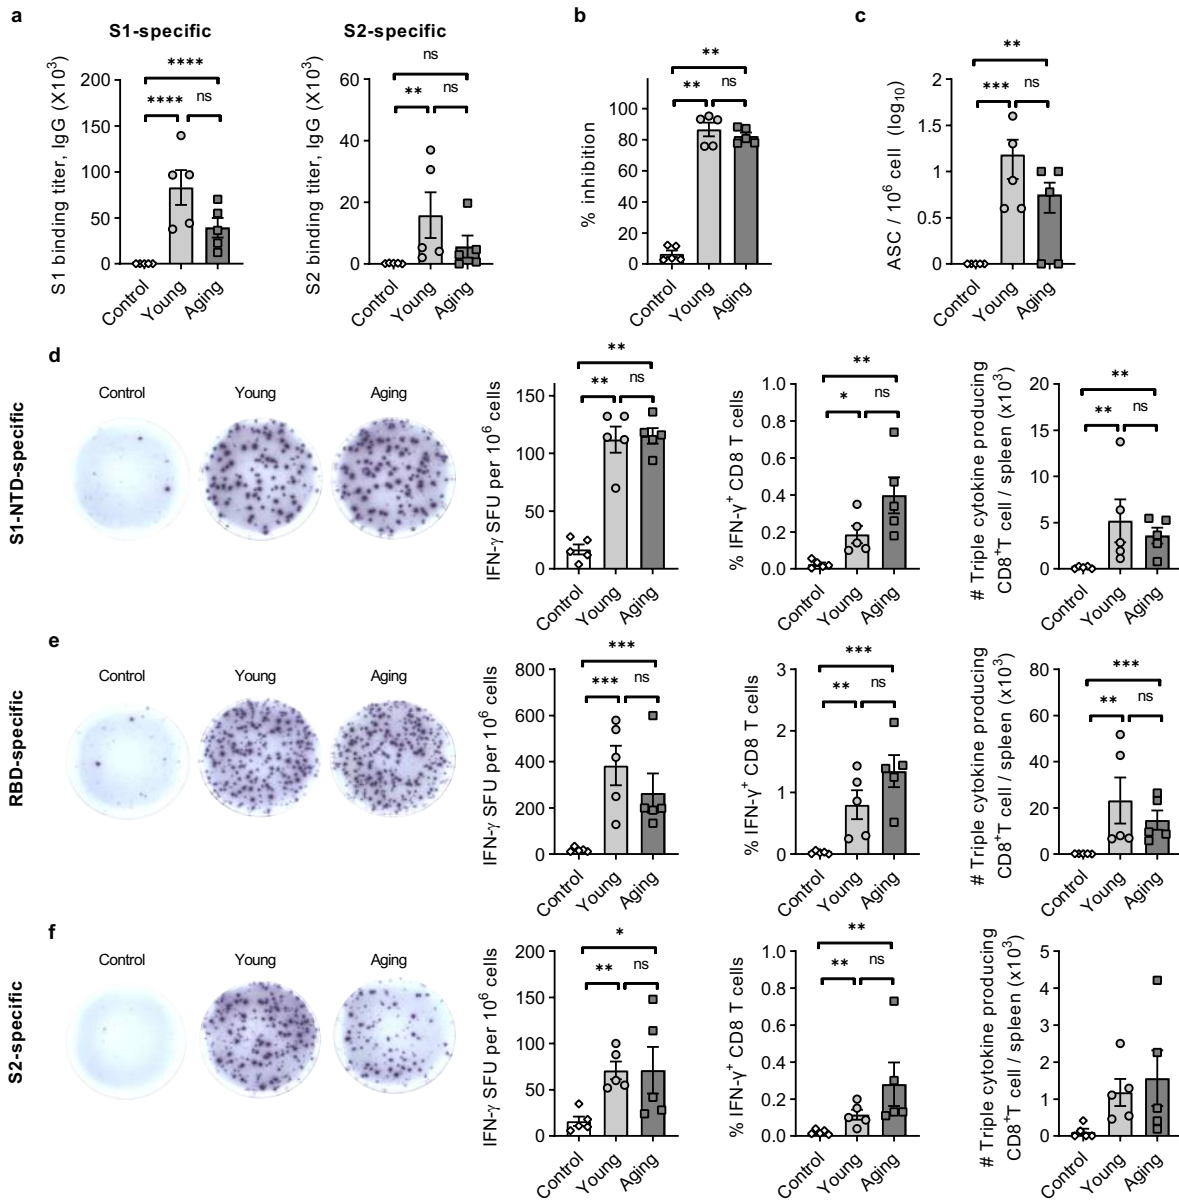 a
b
c
S1-specific
S2-specific
S1 binding titer, IgG (X10³)
200
150
100
50
0
****
****
ns
Control
Young
Aging
S2 binding titer, IgG (X10³)
60
40
20
0
ns
**
ns
Control
Young
Aging
% inhibition
100
80
60
40
20
0
**
**
ns
Control
Young
Aging
ASC / 10⁶ cell (log₁₀)
2
1.5
1
0.5
0
**
***
ns
Control
Young
Aging
d
S1-NTD-specific
Control
Young
Aging
IFN-γ SFU per 10⁶ cells
150
100
50
0
**
**
ns
Control
Young
Aging
% IFN-γ⁺ CD8 T cells
1.0
0.8
0.6
0.4
0.2
0.0
**
*
ns
Control
Young
Aging
# Triple cytokine producing
CD8⁺T cell / spleen (x10³)
20
15
10
5
0
**
**
ns
Control
Young
Aging
e
RBD-specific
Control
Young
Aging
IFN-γ SFU per 10⁶ cells
800
600
400
200
0
***
***
ns
Control
Young
Aging
% IFN-γ⁺ CD8 T cells
3
2
1
0
***
**
ns
Control
Young
Aging
# Triple cytokine producing
CD8⁺T cell / spleen (x10³)
80
60
40
20
0
***
**
ns
Control
Young
Aging
f
S2-specific
Control
Young
Aging
IFN-γ SFU per 10⁶ cells
200
150
100
50
0
*
**
ns
Control
Young
Aging
% IFN-γ⁺ CD8 T cells
1.0
0.8
0.6
0.4
0.2
0.0
**
**
ns
Control
Young
Aging
# Triple cytokine producing
CD8⁺T cell / spleen (x10³)
5
4
3
2
1
0
Control
Young
Aging